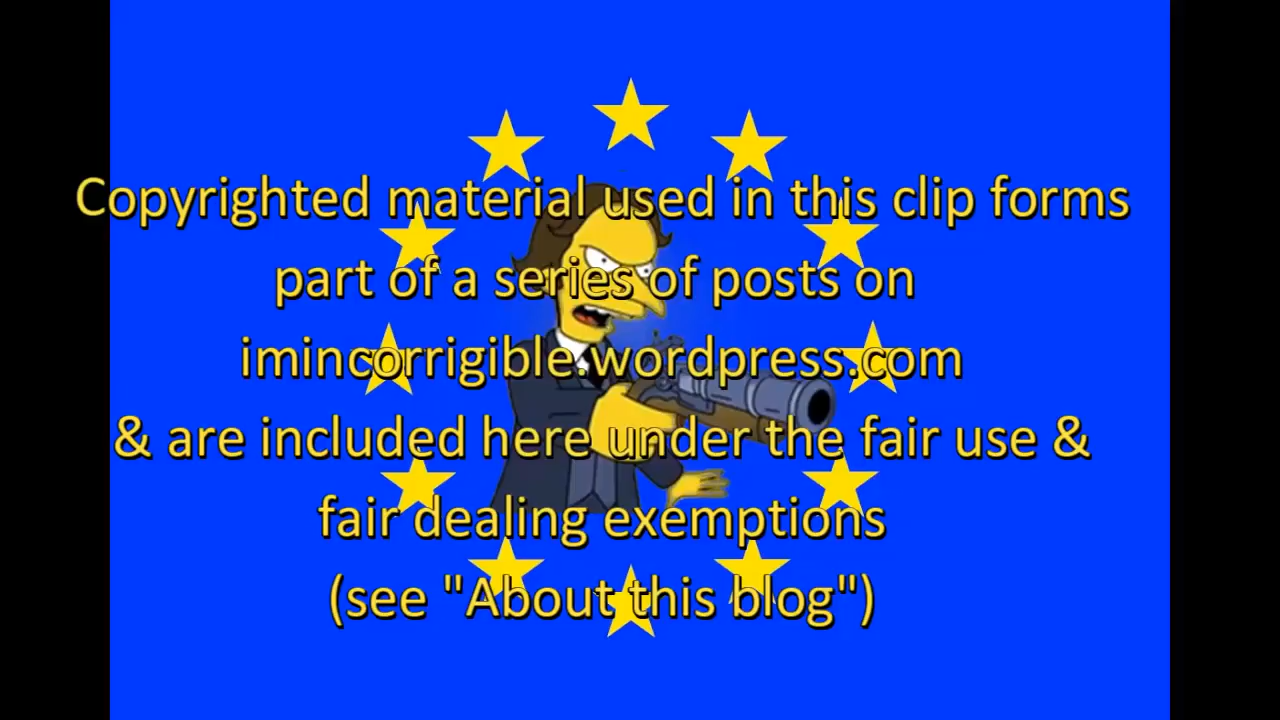 Copyrighted material used in this clip forms
part of a series of posts on
imincorrigible.wordpress.com
& are included here under the fair use &
fair dealing exemptions
(see "About this blog")